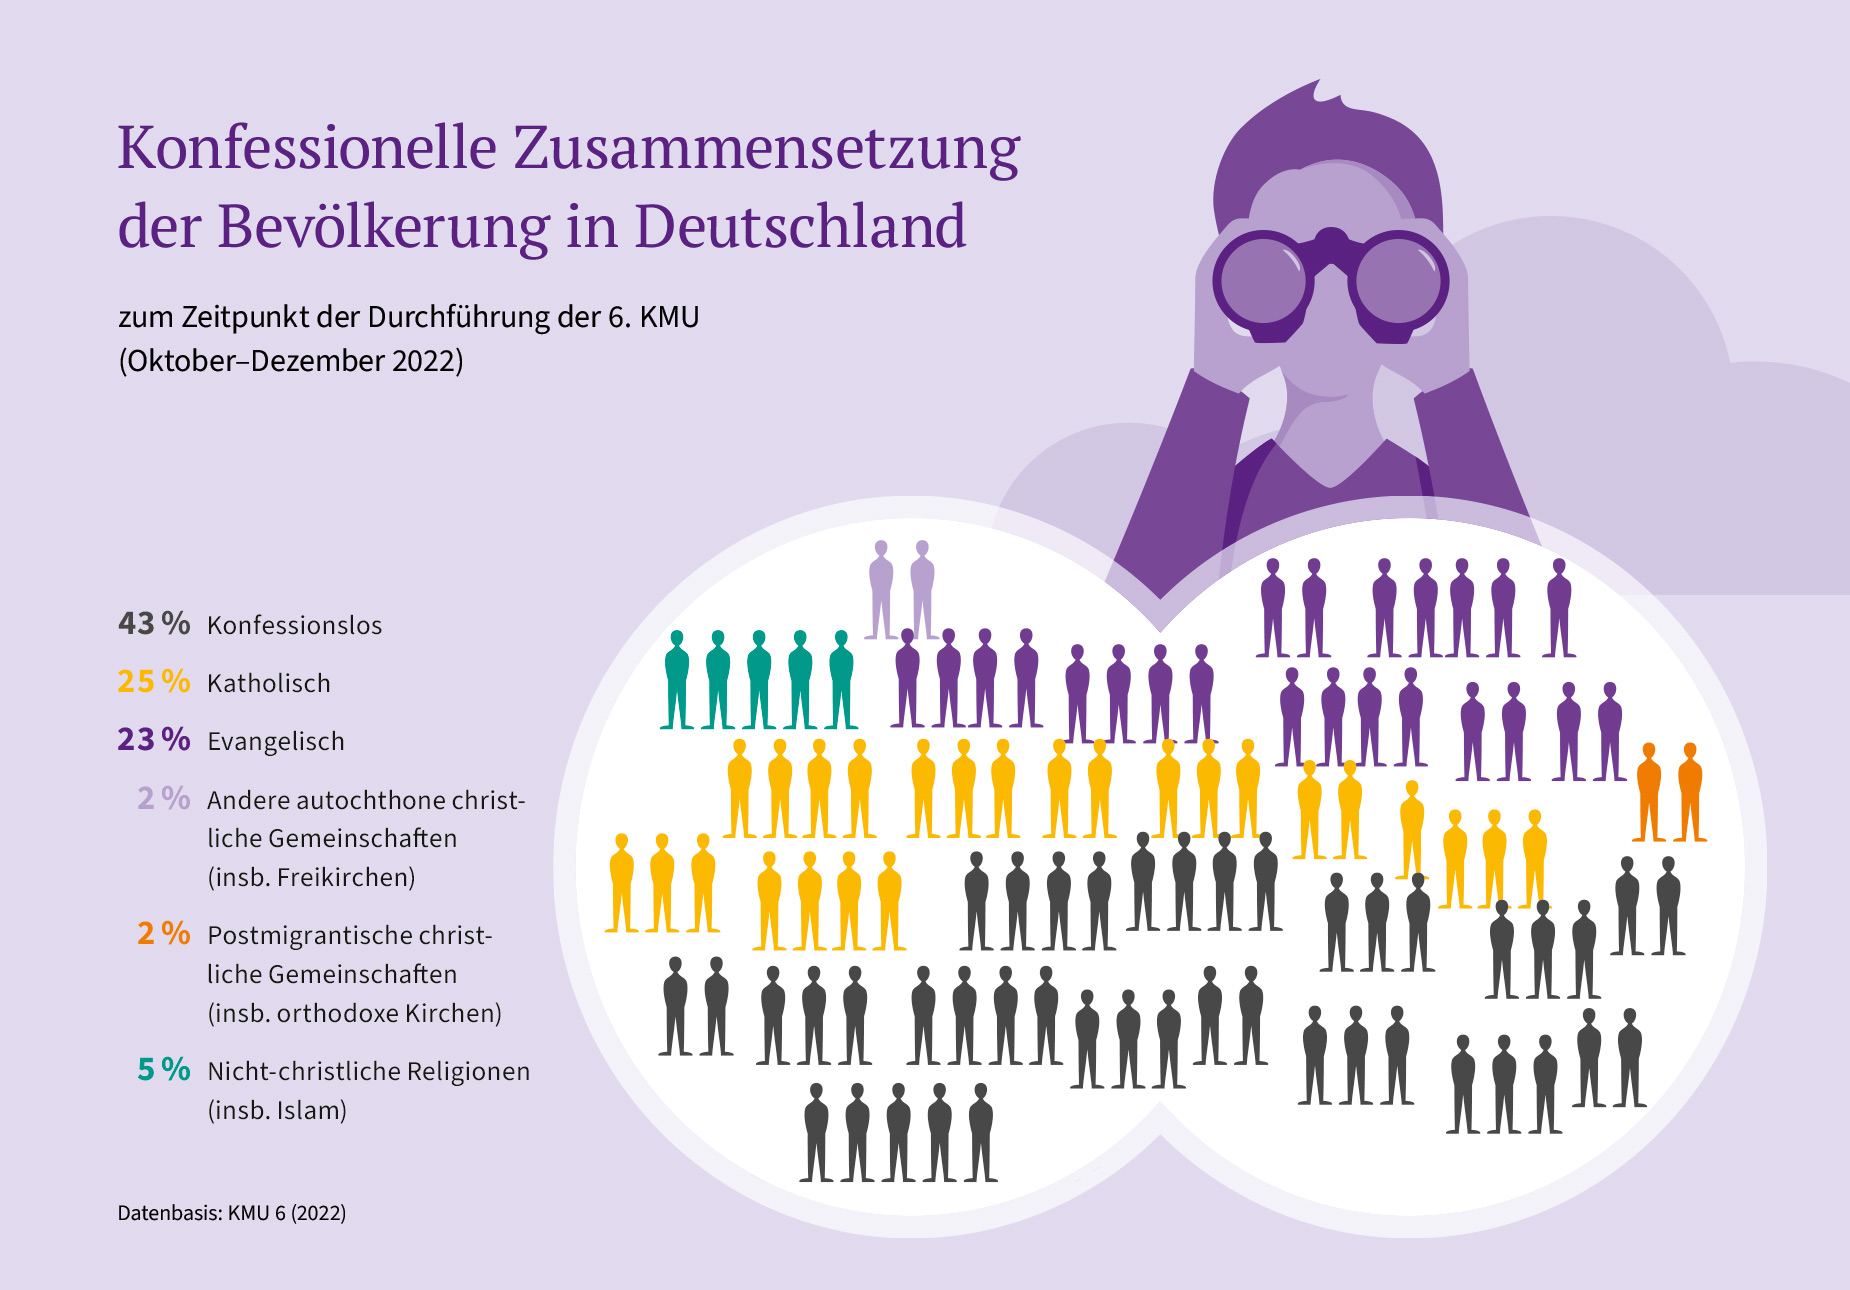 Konfessionelle Zusammensetzung
der Bevölkerung in Deutschland
zum Zeitpunkt der Durchführung der 6. KMU
(Oktober–Dezember 2022)
43 % Konfessionslos
25 % Katholisch
23 % Evangelisch
2 % Andere autochthone christ-
liche Gemeinschaften
(insb. Freikirchen)
2 % Postmigrantische christ-
liche Gemeinschaften
(insb. orthodoxe Kirchen)
5 % Nicht-christliche Religionen
(insb. Islam)
Datenbasis: KMU 6 (2022)